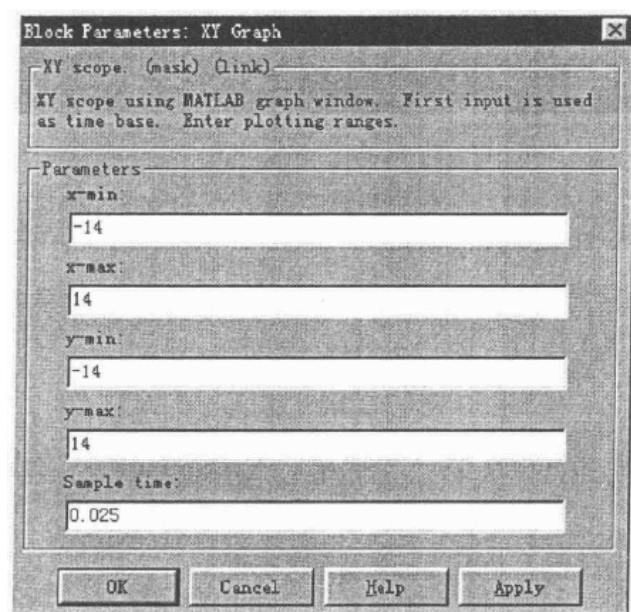 Block Parameters: XY Graph
XY scope. (mask) (link)
XY scope using MATLAB graph window. First input is used
as time base. Enter plotting ranges.
Parameters
x-min:
-14
x-max:
14
y-min:
-14
y-max:
14
Sample time:
0.025
OK
Cancel
Help
Apply